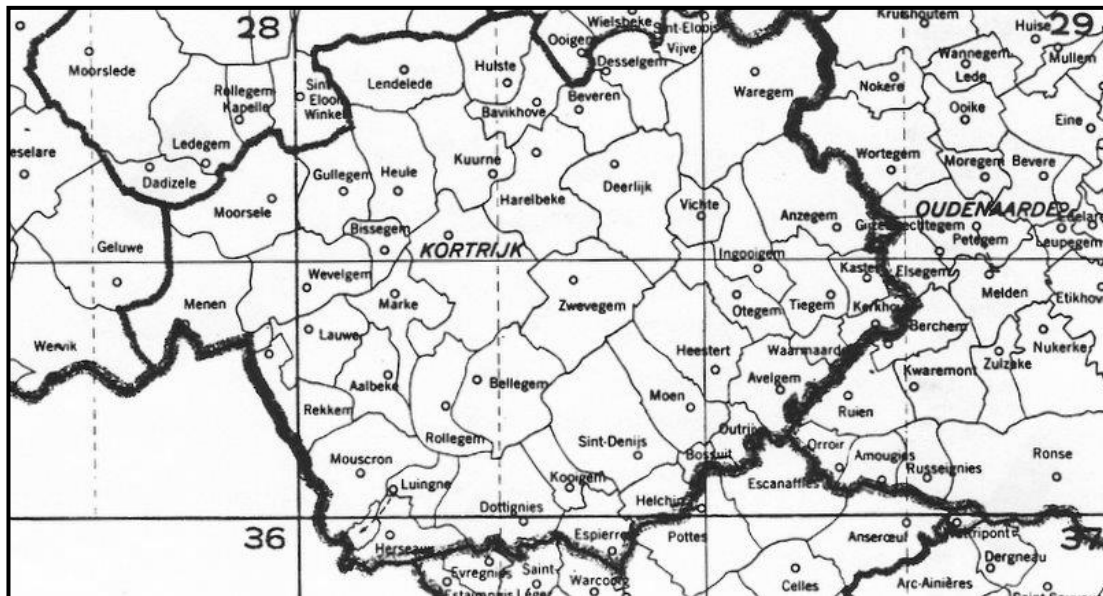 28
29
Wielsbeke
Kruishoutem
Huise
Ooigem
Sint-Eloois
Vijve
Mullem
Moorslede
Hulste
Desselgem
Wannegem
Lede
Lendelede
Waregem
Nokere
Rollegem
Kapelle
Sint
Eloois
Winkel
Bavikhove
Beveren
Ooike
Eine
Ledegem
Kuurne
Wortegem
Moregem
Bevere
Dadizele
Gullegem
Heule
Deerlijk
Moorsele
Harelbeke
Vichte
Anzegem
OUDENAARDE
Bissegem
Petegem
Leupegem
Geluwe
KORTRIJK
Ingooigem
Wevelgem
Kaster
Elsegem
Menen
Marke
Zwevegem
Otegem
Tiegem
Melden
Etikhove
Kerkhove
Berchem
Wervik
Lauwe
Heestert
Waarmaarde
Nukerke
Zulzeke
Aalbeke
Bellegem
Avelgem
Kwaremont
Rekkem
Moen
Ruien
Rollegem
Sint-Denijs
Outrijve
Orroir
Mouscron
Bossuit
Amougies
Ronse
Luingne
Kooigem
Escanaffles
Russeignies
Dottignies
Helchin
36
Herseaux
Espierres
Pottes
Anserœul
37
Evregnies
Saint-
Léger
Warcoing
Dergneau
Estaimpuis
Celles
Arc-Ainières